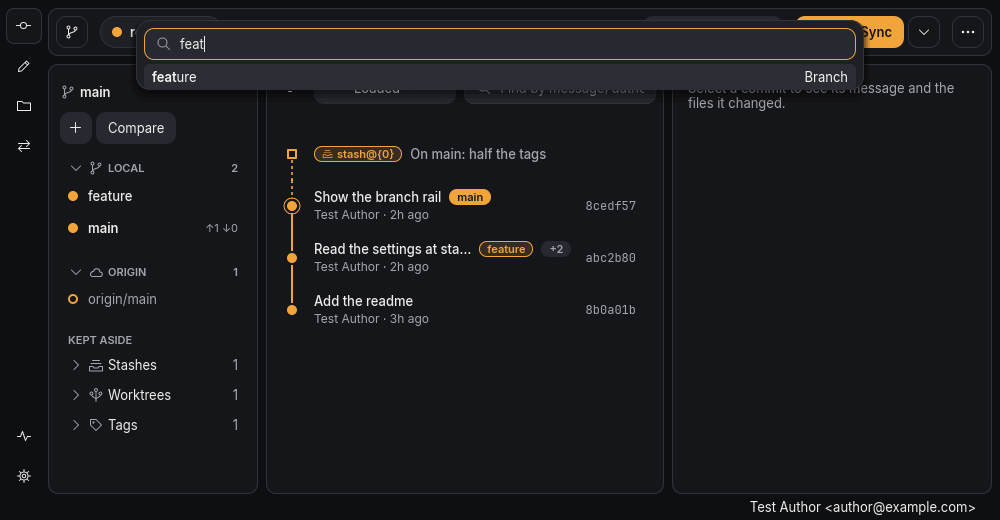 feat
Sync
feature Branch
main
Compare
LOCAL 2
feature
main ↑1 ↓0
ORIGIN 1
origin/main
KEPT ASIDE
Stashes 1
Worktrees 1
Tags 1
stash@{0} On main: half the tags
Show the branch rail main
Test Author · 2h ago 8cedf57
Read the settings at sta… feature +2
Test Author · 2h ago abc2b80
Add the readme
Test Author · 3h ago 8b0a01b
Select a commit to see its message and the
files it changed.
Test Author <author@example.com>